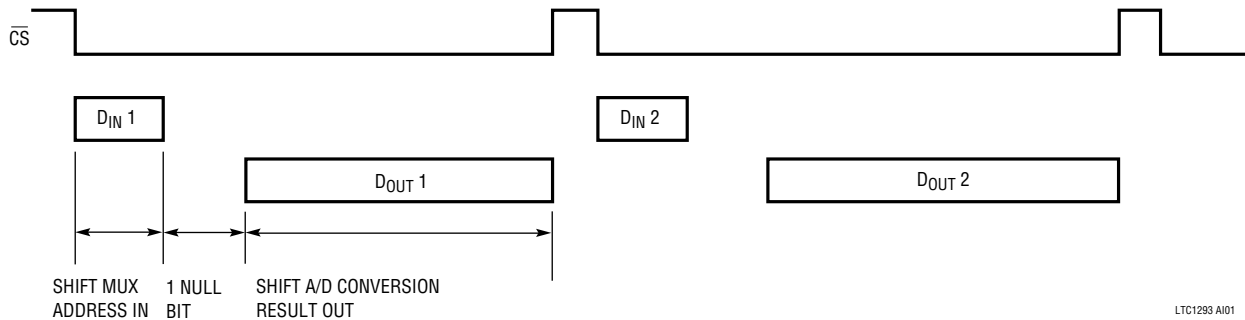 CS
DIN 1
DIN 2
DOUT 1
DOUT 2
SHIFT MUX
ADDRESS IN
1 NULL
BIT
SHIFT A/D CONVERSION
RESULT OUT
LTC1293 AI01